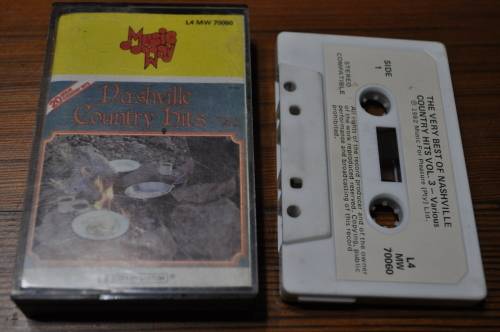 L4 MW 70060
Music
For
20
Nashville
Country Hits
STEREO
COMPATIBLE
SIDE
1
All rights of the record producer and of the owner
of the work reproduced reserved. Copying, public
performance and broadcasting of this record
prohibited.
THE VERY BEST OF NASHVILLE
COUNTRY HITS VOL. 3 – Various
℗ 1982 Music For Pleasure (Pty) Ltd.
L4
MW
70060